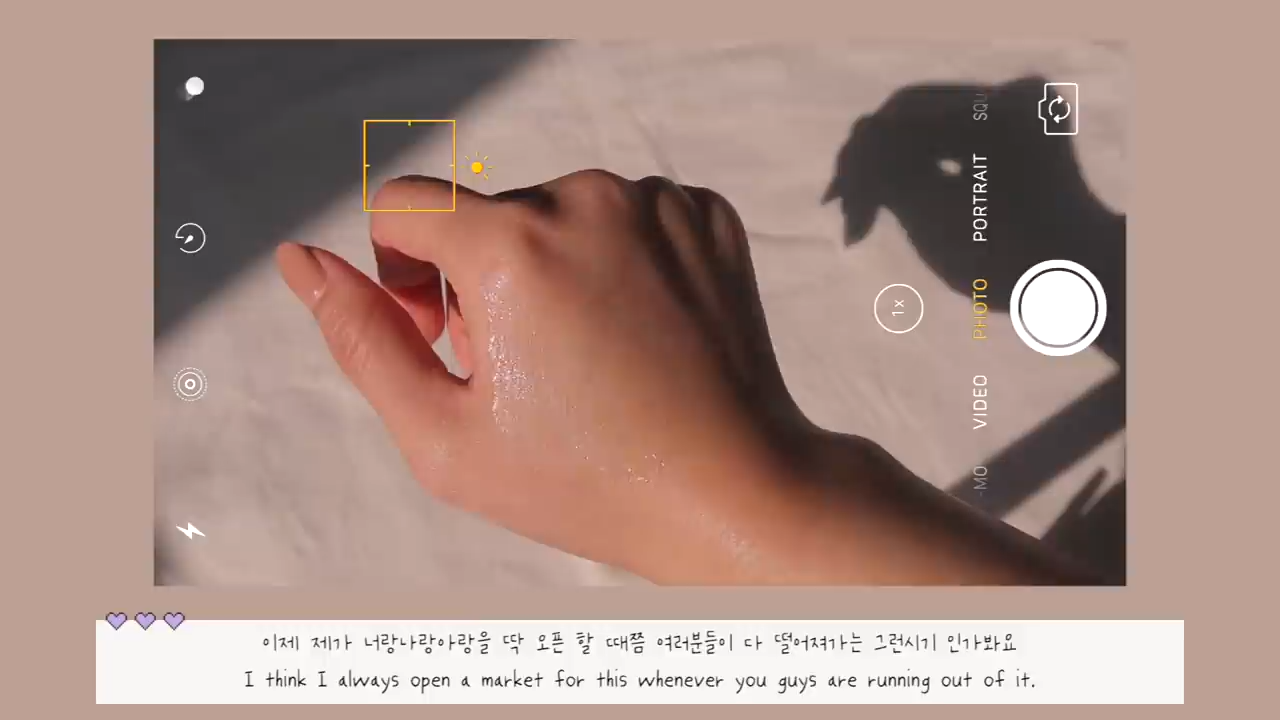 SQU
PORTRAIT
PHOTO
VIDEO
-MO
1x
이제 제가 너랑나랑아랑을 딱 오픈 할 때쯤 여러분들이 다 떨어져가는 그런시기 인가봐요
I think I always open a market for this whenever you guys are running out of it.